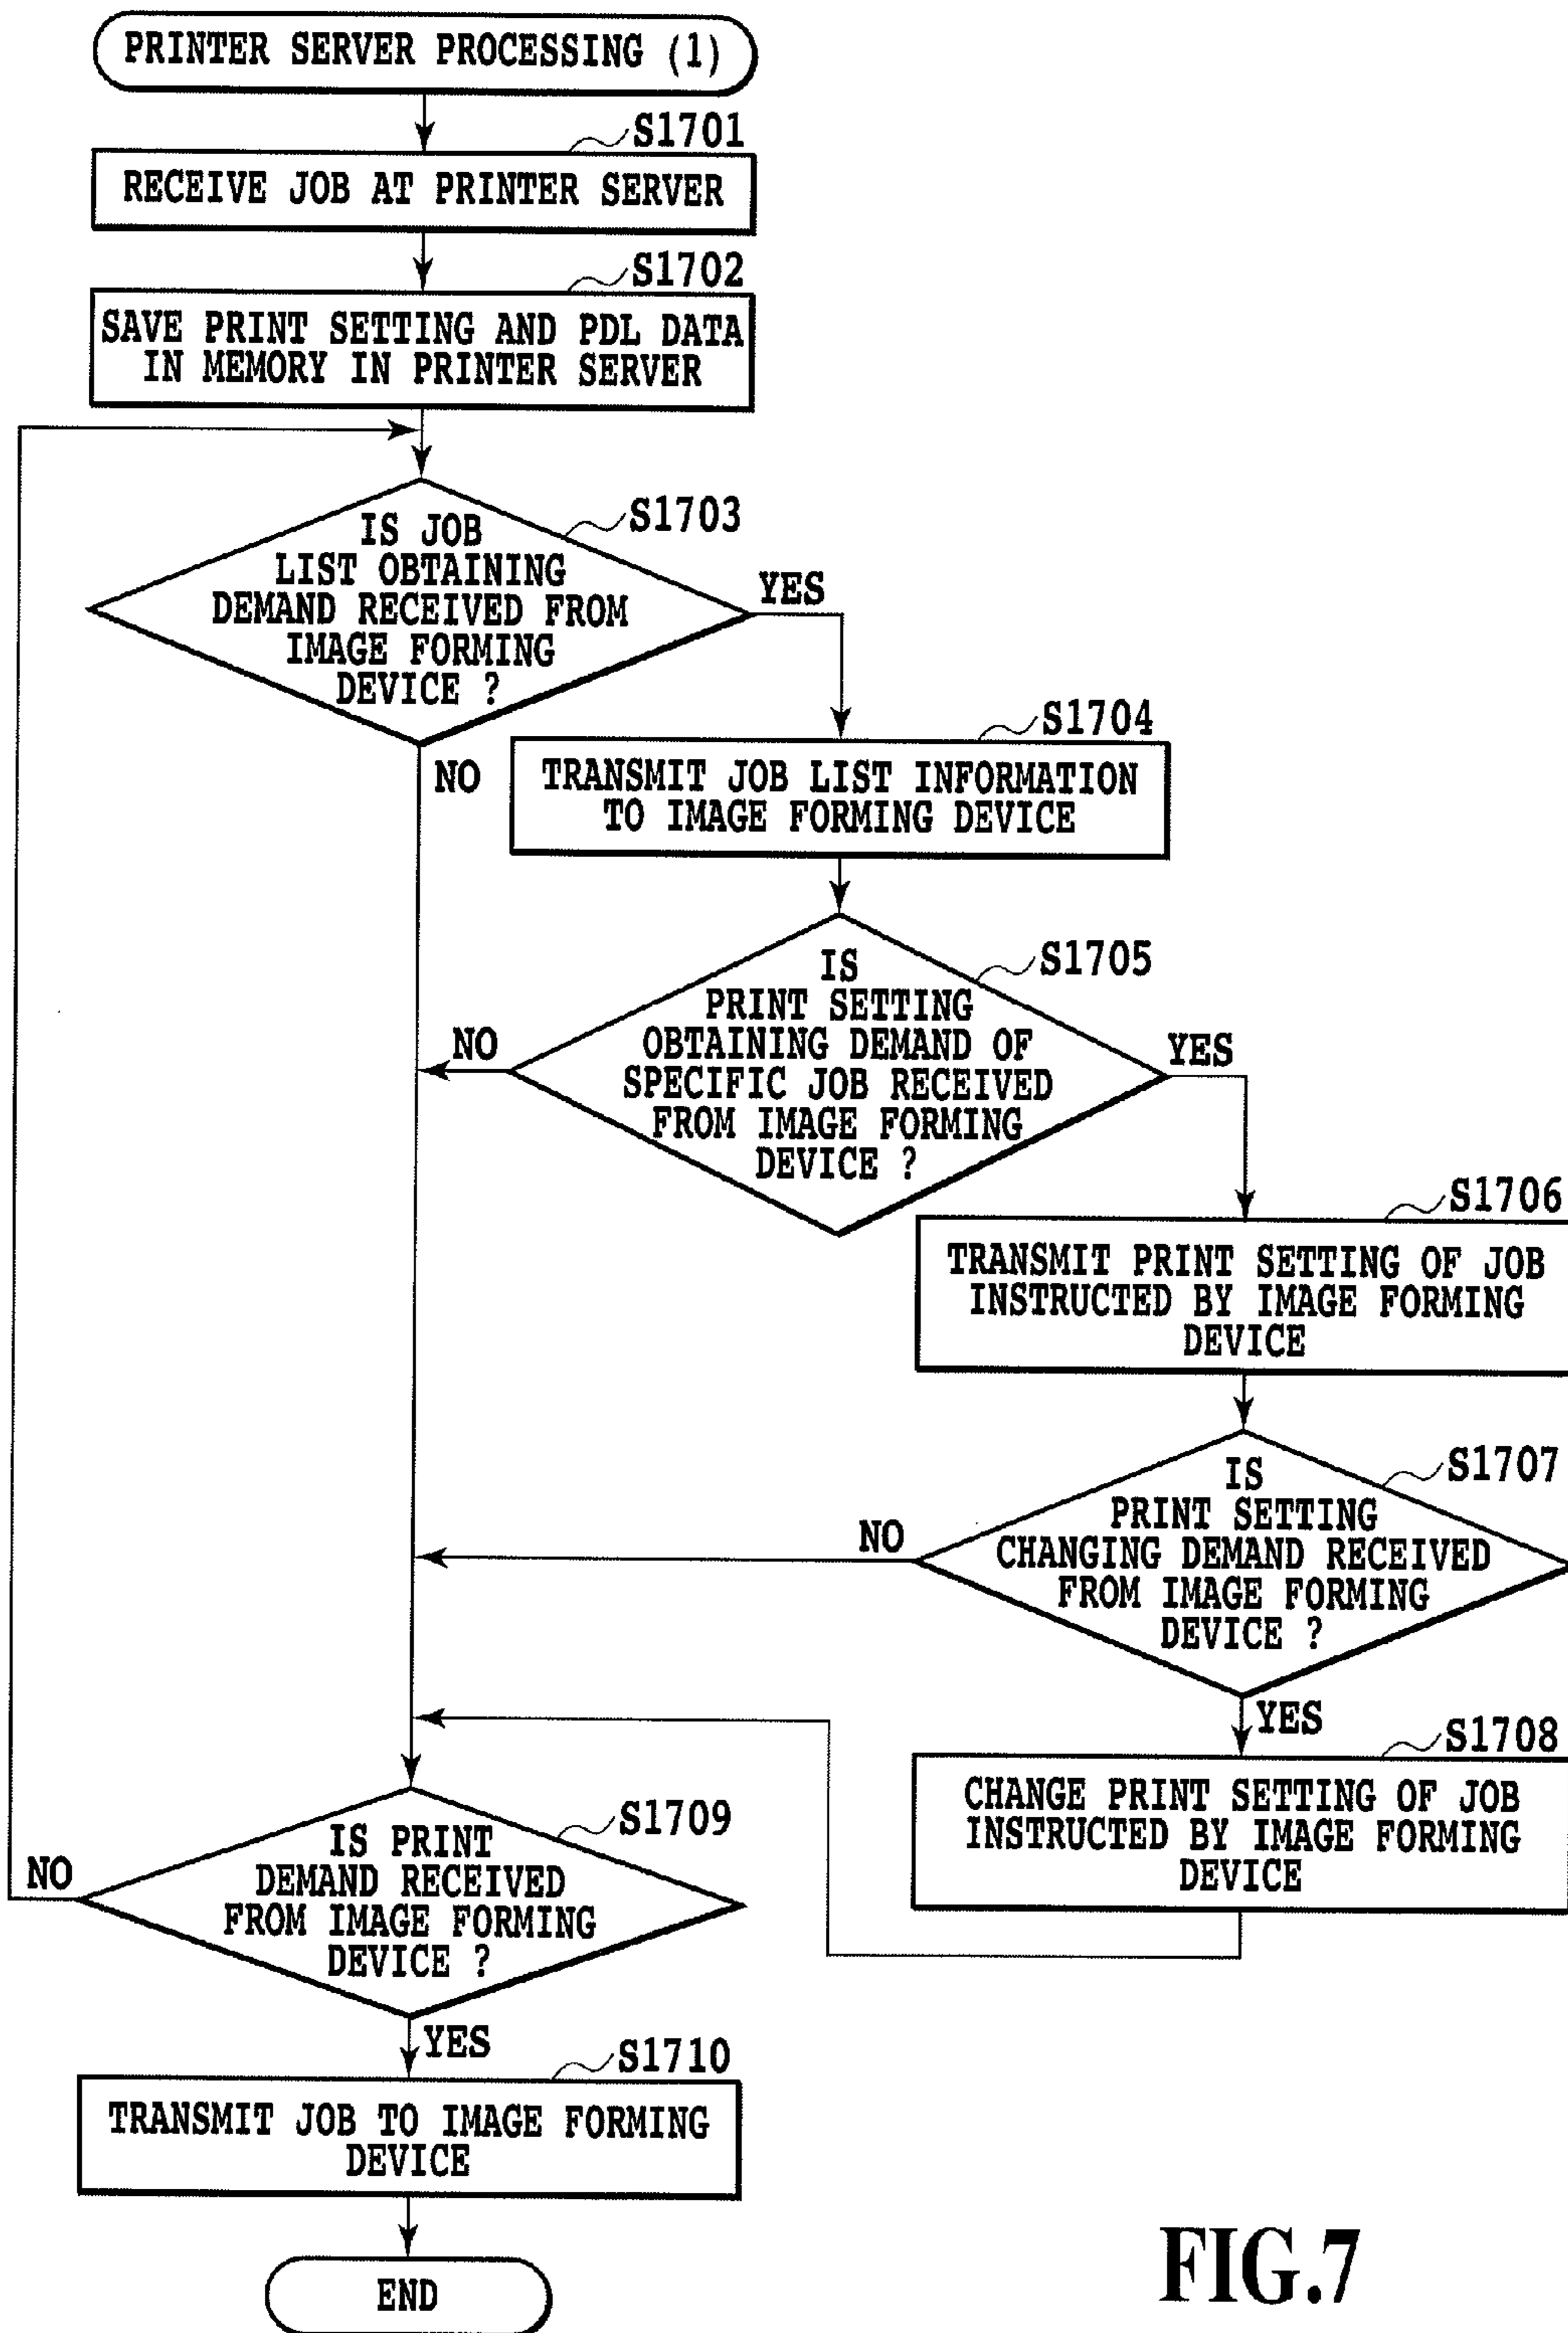 PRINTER SERVER PROCESSING (1)
S1701
RECEIVE JOB AT PRINTER SERVER
S1702
SAVE PRINT SETTING AND PDL DATA
IN MEMORY IN PRINTER SERVER
S1703
IS JOB
LIST OBTAINING
DEMAND RECEIVED FROM
IMAGE FORMING
DEVICE ?
YES
NO
S1704
TRANSMIT JOB LIST INFORMATION
TO IMAGE FORMING DEVICE
S1705
IS
PRINT SETTING
OBTAINING DEMAND OF
SPECIFIC JOB RECEIVED
FROM IMAGE FORMING
DEVICE ?
NO
YES
S1706
TRANSMIT PRINT SETTING OF JOB
INSTRUCTED BY IMAGE FORMING
DEVICE
S1707
IS
PRINT SETTING
CHANGING DEMAND RECEIVED
FROM IMAGE FORMING
DEVICE ?
NO
YES
S1708
CHANGE PRINT SETTING OF JOB
INSTRUCTED BY IMAGE FORMING
DEVICE
S1709
IS PRINT
DEMAND RECEIVED
FROM IMAGE FORMING
DEVICE ?
NO
YES
S1710
TRANSMIT JOB TO IMAGE FORMING
DEVICE
END
FIG.7